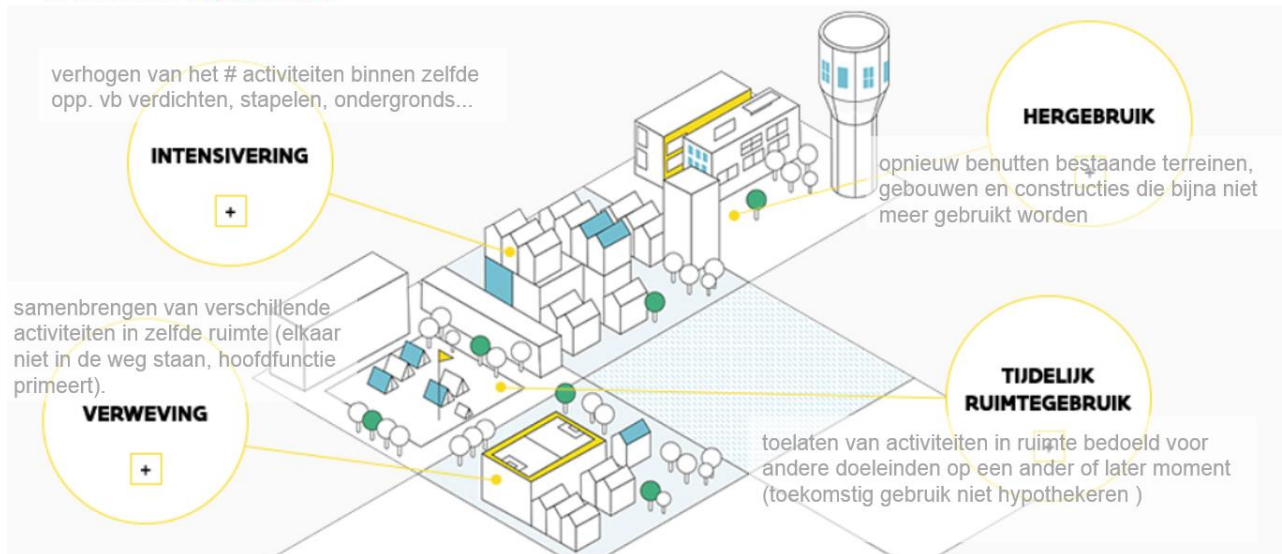 verhogen van het # activiteiten binnen zelfde
opp. vb verdichten, stapelen, ondergronds...
INTENSIVERING
+
HERGEBRUIK
+
opnieuw benutten bestaande terreinen,
gebouwen en constructies die bijna niet
meer gebruikt worden
samenbrengen van verschillende
activiteiten in zelfde ruimte (elkaar
niet in de weg staan, hoofdfunctie
primeert).
VERWEVING
+
TIJDELIJK
RUIMTEGEBRUIK
+
toelaten van activiteiten in ruimte bedoeld voor
andere doeleinden op een ander of later moment
(toekomstig gebruik niet hypothekeren )